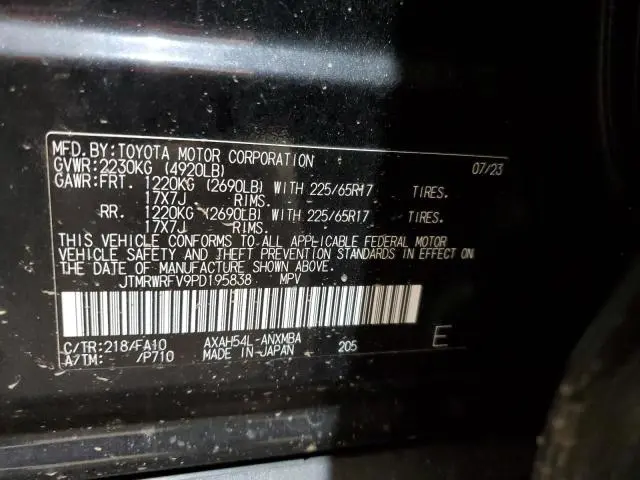 MFD.BY:TOYOTA MOTOR CORPORATION 07/23
GVWR:2230KG (4920LB)
GAWR:FRT. 1220KG (2690LB) WITH 225/65R17 TIRES.
17X7J RIMS.
RR. 1220KG (2690LB) WITH 225/65R17 TIRES.
17X7J RIMS.
THIS VEHICLE CONFORMS TO ALL APPLICABLE FEDERAL MOTOR
VEHICLE SAFETY AND THEFT PREVENTION STANDARDS IN EFFECT ON
THE DATE OF MANUFACTURE SHOWN ABOVE.
JTMRWRFV9PD195838 MPV
C/TR:218/FA10 AXAH54L-ANXMBA 205 E
A/TM: /P710 MADE IN JAPAN